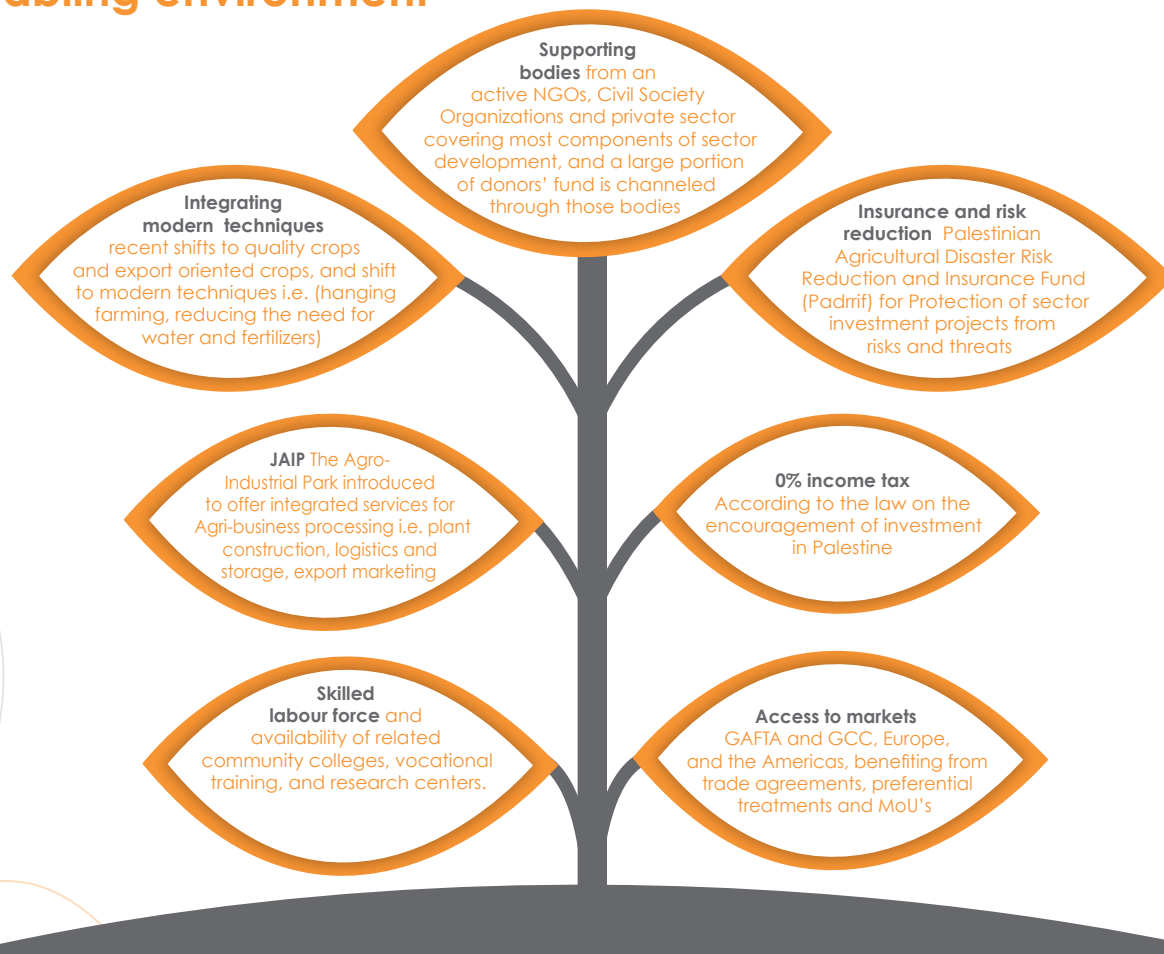 environment
Supporting
bodies from an
active NGOs, Civil Society
Organizations and private sector
covering most components of sector
development, and a large portion
of donors' fund is channeled
through those bodies
Integrating
modern techniques
recent shifts to quality crops
and export oriented crops, and shift
to modern techniques i.e. (hanging
farming, reducing the need for
water and fertilizers)
Insurance and risk
reduction Palestinian
Agricultural Disaster Risk
Reduction and Insurance Fund
(Padrrif) for Protection of sector
investment projects from
risks and threats
JAIP The Agro-
Industrial Park introduced
to offer integrated services for
Agri-business processing i.e. plant
construction, logistics and
storage, export marketing
0% income tax
According to the law on the
encouragement of investment
in Palestine
Skilled
labour force and
availability of related
community colleges, vocational
training, and research centers.
Access to markets
GAFTA and GCC, Europe,
and the Americas, benefiting from
trade agreements, preferential
treatments and MoU's